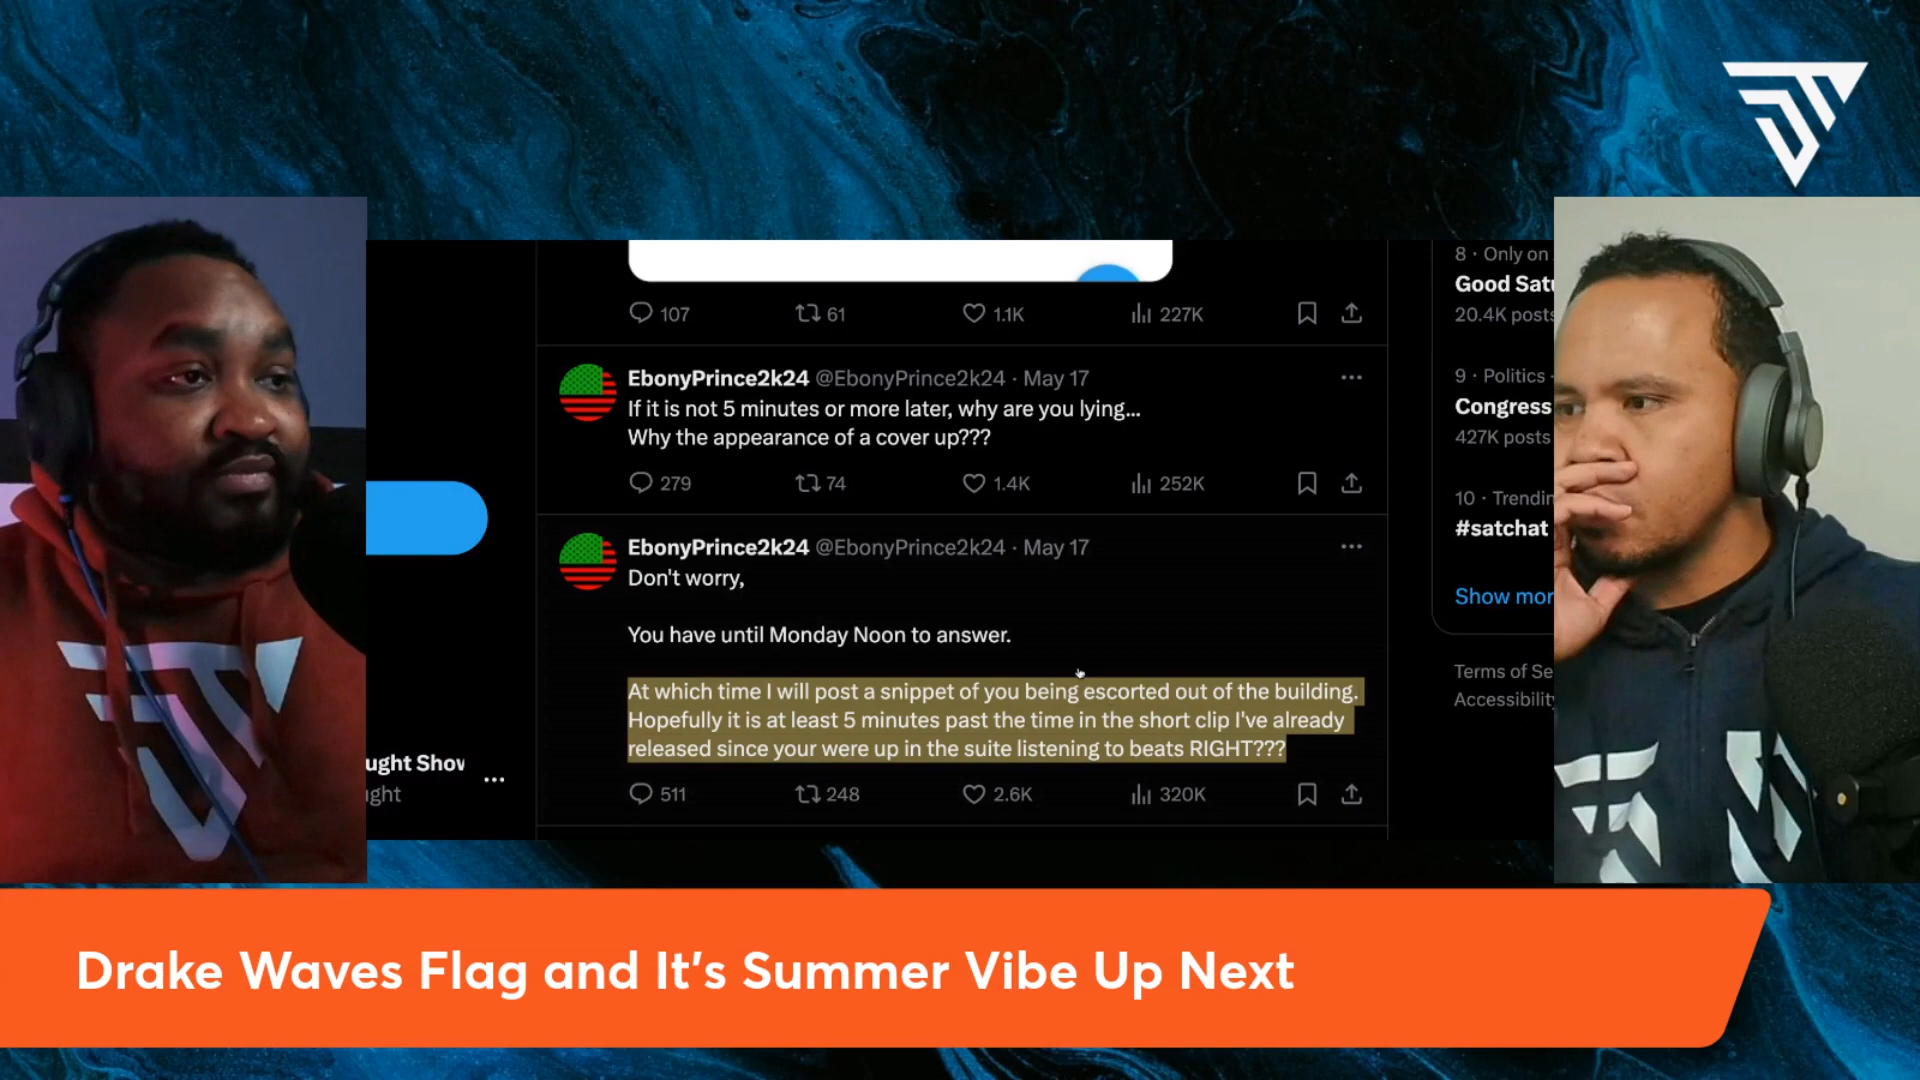 107 61 1.1K 227K
EbonyPrince2k24 @EbonyPrince2k24 · May 17
If it is not 5 minutes or more later, why are you lying...
Why the appearance of a cover up???
279 74 1.4K 252K
EbonyPrince2k24 @EbonyPrince2k24 · May 17
Don't worry,
You have until Monday Noon to answer.
At which time I will post a snippet of you being escorted out of the building.
Hopefully it is at least 5 minutes past the time in the short clip I've already
released since your were up in the suite listening to beats RIGHT???
511 248 2.6K 320K
8 · Only on
Good Satu
20.4K posts
9 · Politics ·
Congress
427K posts
10 · Trendin
#satchat
Show mor
Terms of Se
Accessibility
ught Show
ight
...
Drake Waves Flag and It's Summer Vibe Up Next